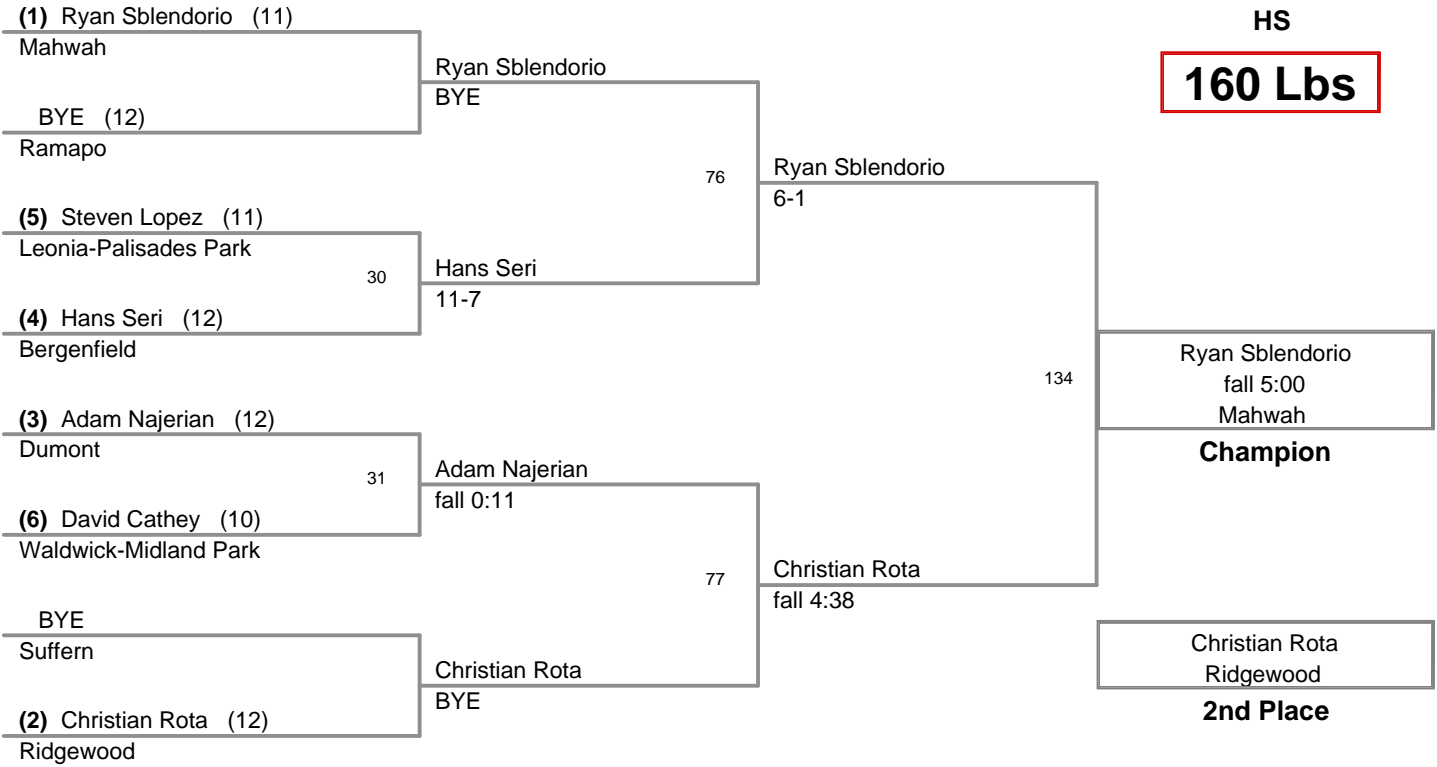 (1) Ryan Sblendorio (11)
Mahwah
BYE (12)
Ramapo
(5) Steven Lopez (11)
Leonia-Palisades Park
30
(4) Hans Seri (12)
Bergenfield
(3) Adam Najerian (12)
Dumont
31
(6) David Cathey (10)
Waldwick-Midland Park
BYE
Suffern
(2) Christian Rota (12)
Ridgewood
Ryan Sblendorio
BYE
76
Hans Seri
11-7
Adam Najerian
fall 0:11
77
Christian Rota
BYE
Ryan Sblendorio
6-1
134
Christian Rota
fall 4:38
HS
160 Lbs
Ryan Sblendorio
fall 5:00
Mahwah
Champion
Christian Rota
Ridgewood
2nd Place